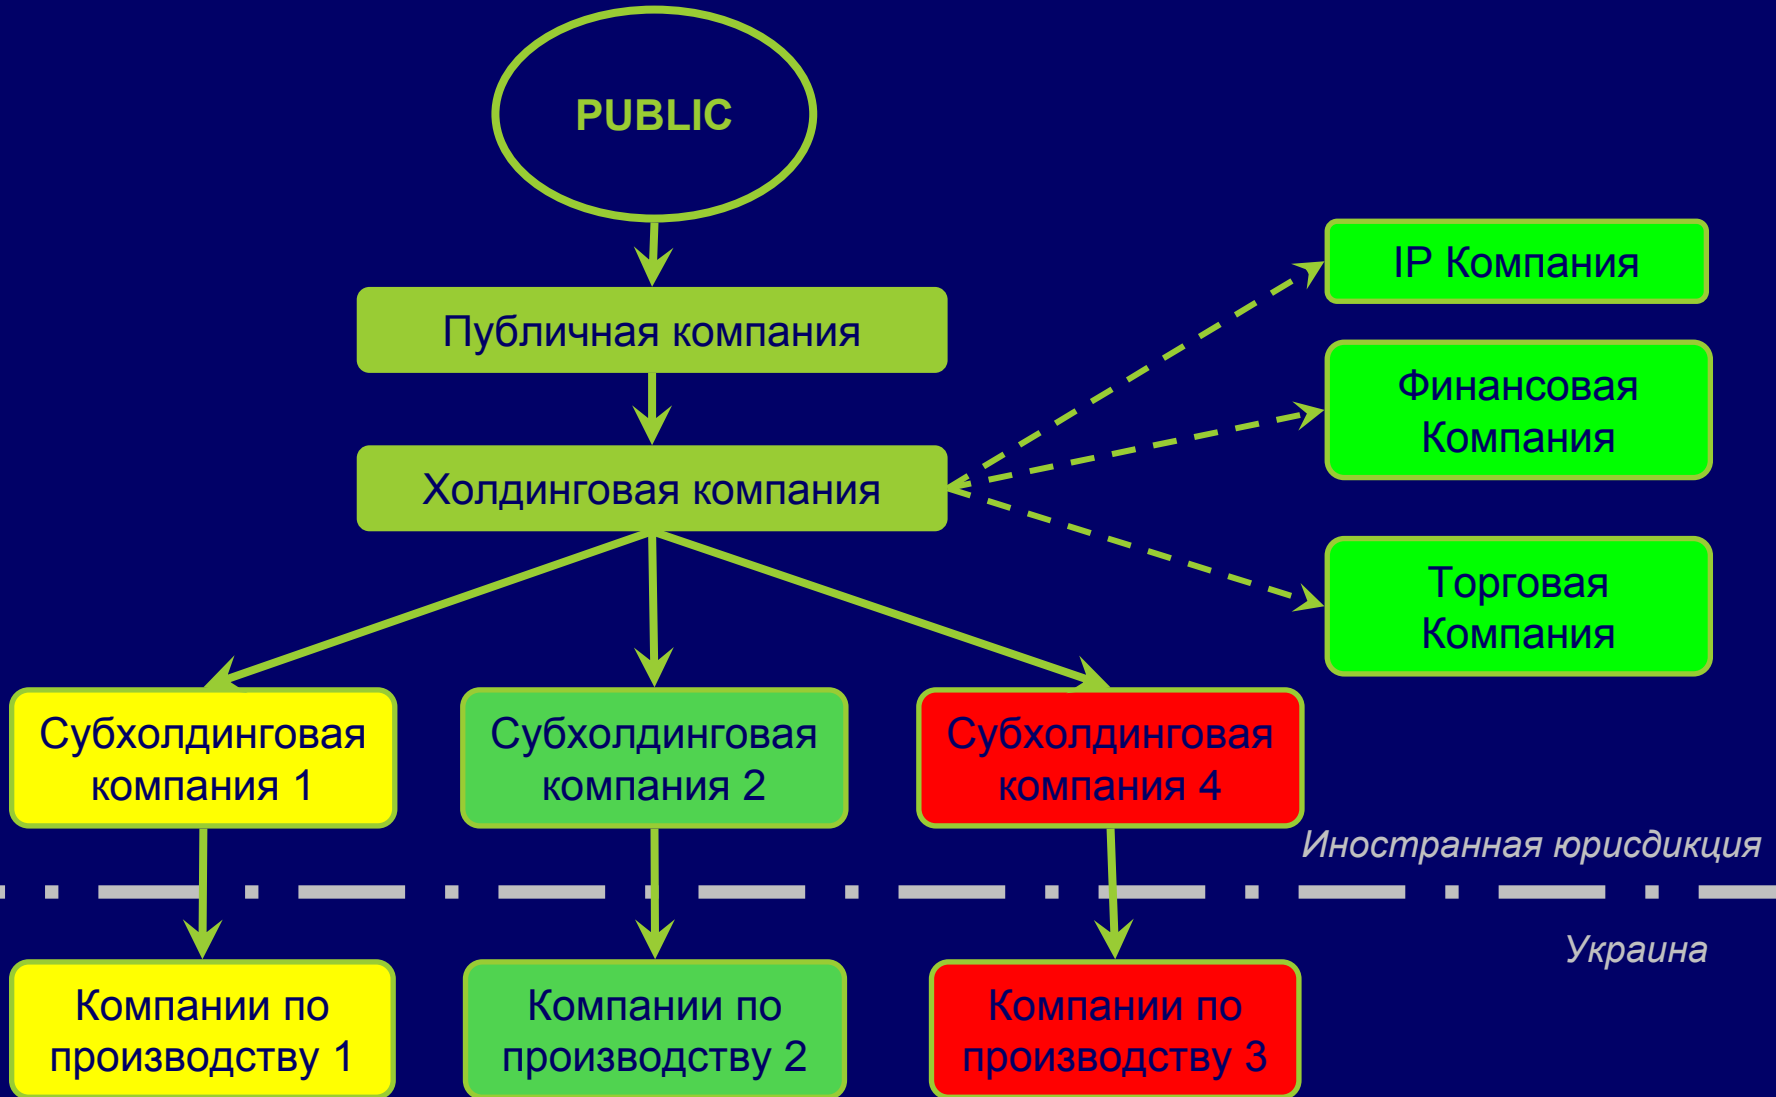 PUBLIC
Публичная компания
Холдинговая компания
IP Компания
Финансовая
Компания
Торговая
Компания
Субхолдинговая
компания 1
Субхолдинговая
компания 2
Субхолдинговая
компания 4
Иностранная юрисдикция
Украина
Компании по
производству 1
Компании по
производству 2
Компании по
производству 3